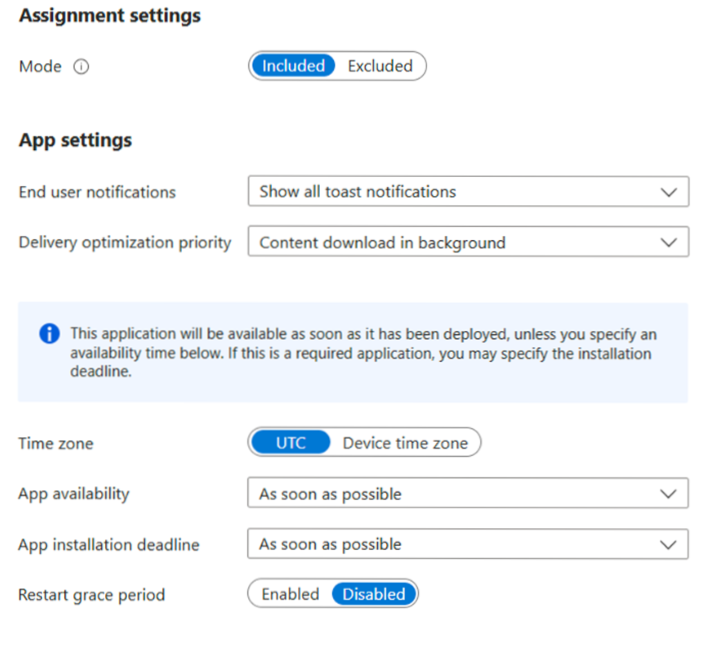 Assignment settings
Mode
Included Excluded
App settings
End user notifications Show all toast notifications
Delivery optimization priority Content download in background
This application will be available as soon as it has been deployed, unless you specify an
availability time below. If this is a required application, you may specify the installation
deadline.
Time zone UTC Device time zone
App availability As soon as possible
App installation deadline As soon as possible
Restart grace period Enabled Disabled